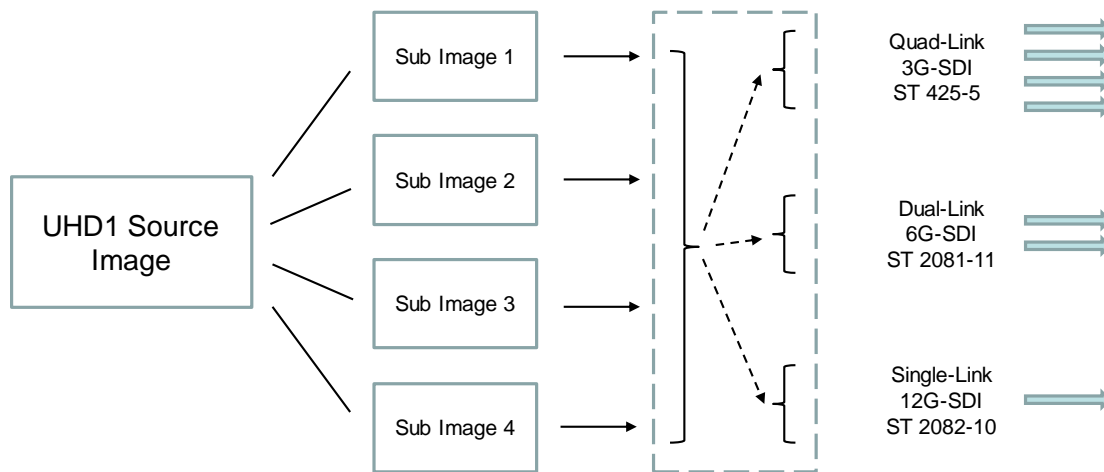 UHD1 Source
Image
Sub Image 1
Sub Image 2
Sub Image 3
Sub Image 4
Quad-Link
3G-SDI
ST 425-5
Dual-Link
6G-SDI
ST 2081-11
Single-Link
12G-SDI
ST 2082-10